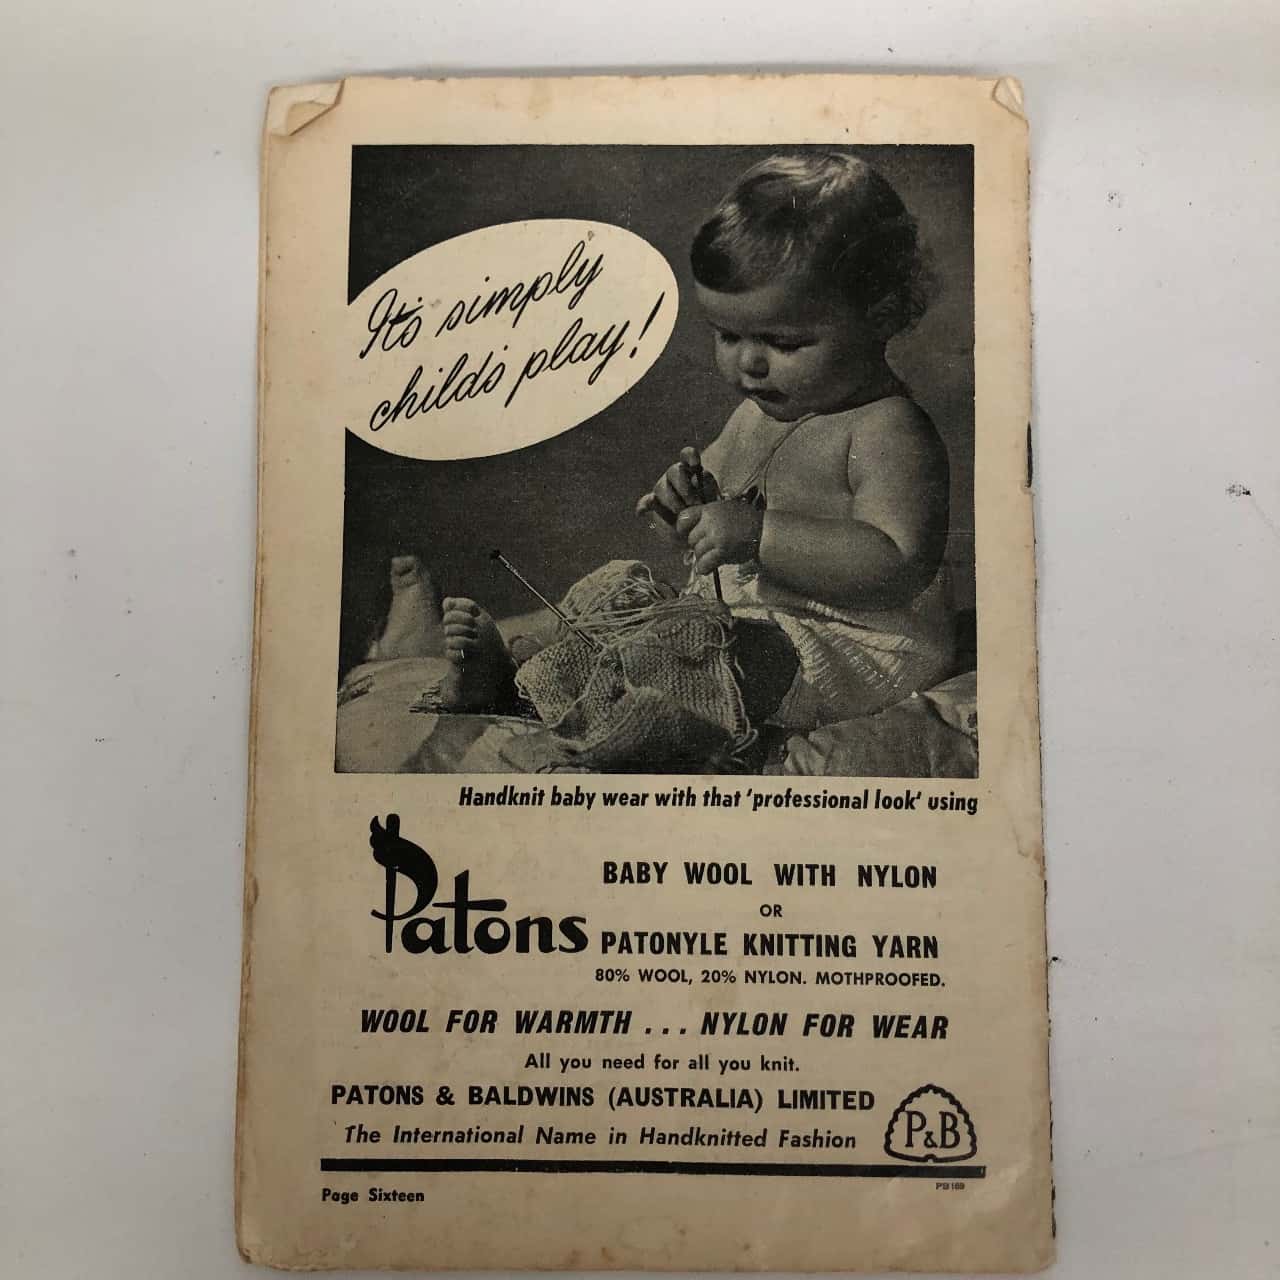 It's simply
child's play!
Handknit baby wear with that 'professional look' using
Patons
BABY WOOL WITH NYLON
OR
PATONYLE KNITTING YARN
80% WOOL, 20% NYLON. MOTHPROOFED.
WOOL FOR WARMTH . . . NYLON FOR WEAR
All you need for all you knit.
PATONS & BALDWINS (AUSTRALIA) LIMITED
The International Name in Handknitted Fashion
P&B
PB169
Page Sixteen